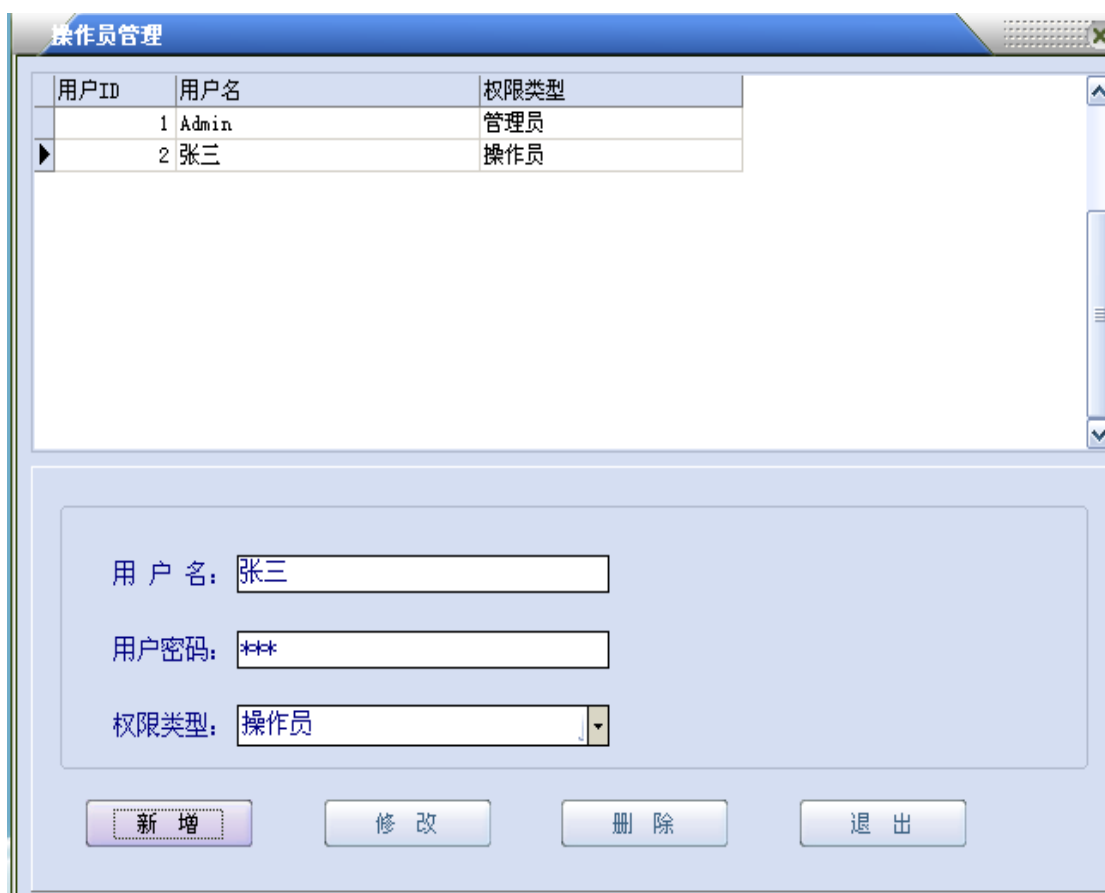 操作员管理
用户ID 用户名 权限类型
1 Admin 管理员
2 张三 操作员
用 户 名： 张三
用户密码： ***
权限类型： 操作员
新 增 修 改 删 除 退 出